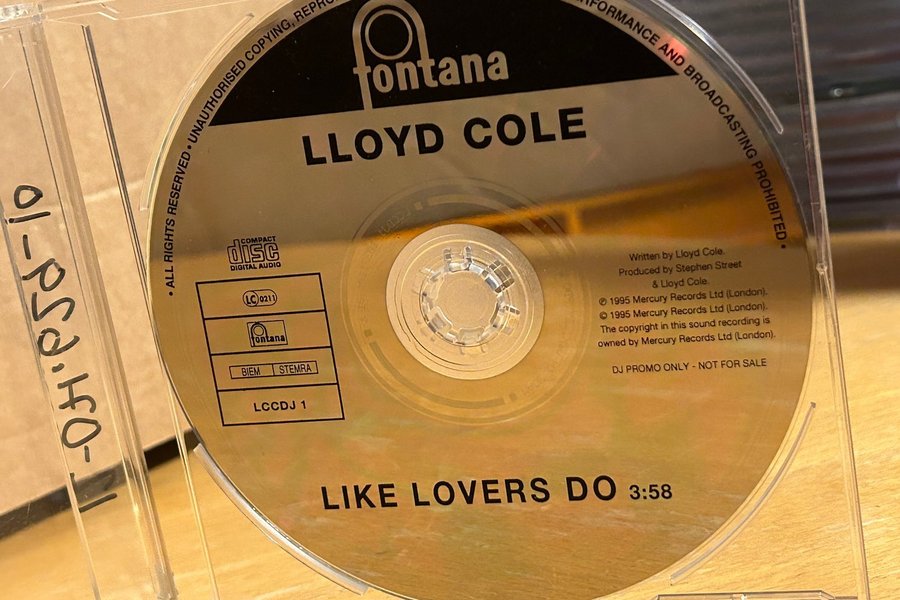 ALL RIGHTS RESERVED • UNAUTHORISED COPYING,
PERFORMANCE AND BROADCASTING PROHIBITED •
fontana
LLOYD COLE
COMPACT
disc
DIGITAL AUDIO
LC 0211
fontana
BIEM STEMRA
LCCDJ 1
Written by Lloyd Cole.
Produced by Stephen Street
& Lloyd Cole.
℗ 1995 Mercury Records Ltd (London).
© 1995 Mercury Records Ltd (London).
The copyright in this sound recording is
owned by Mercury Records Ltd (London).
DJ PROMO ONLY - NOT FOR SALE
LIKE LOVERS DO 3:58